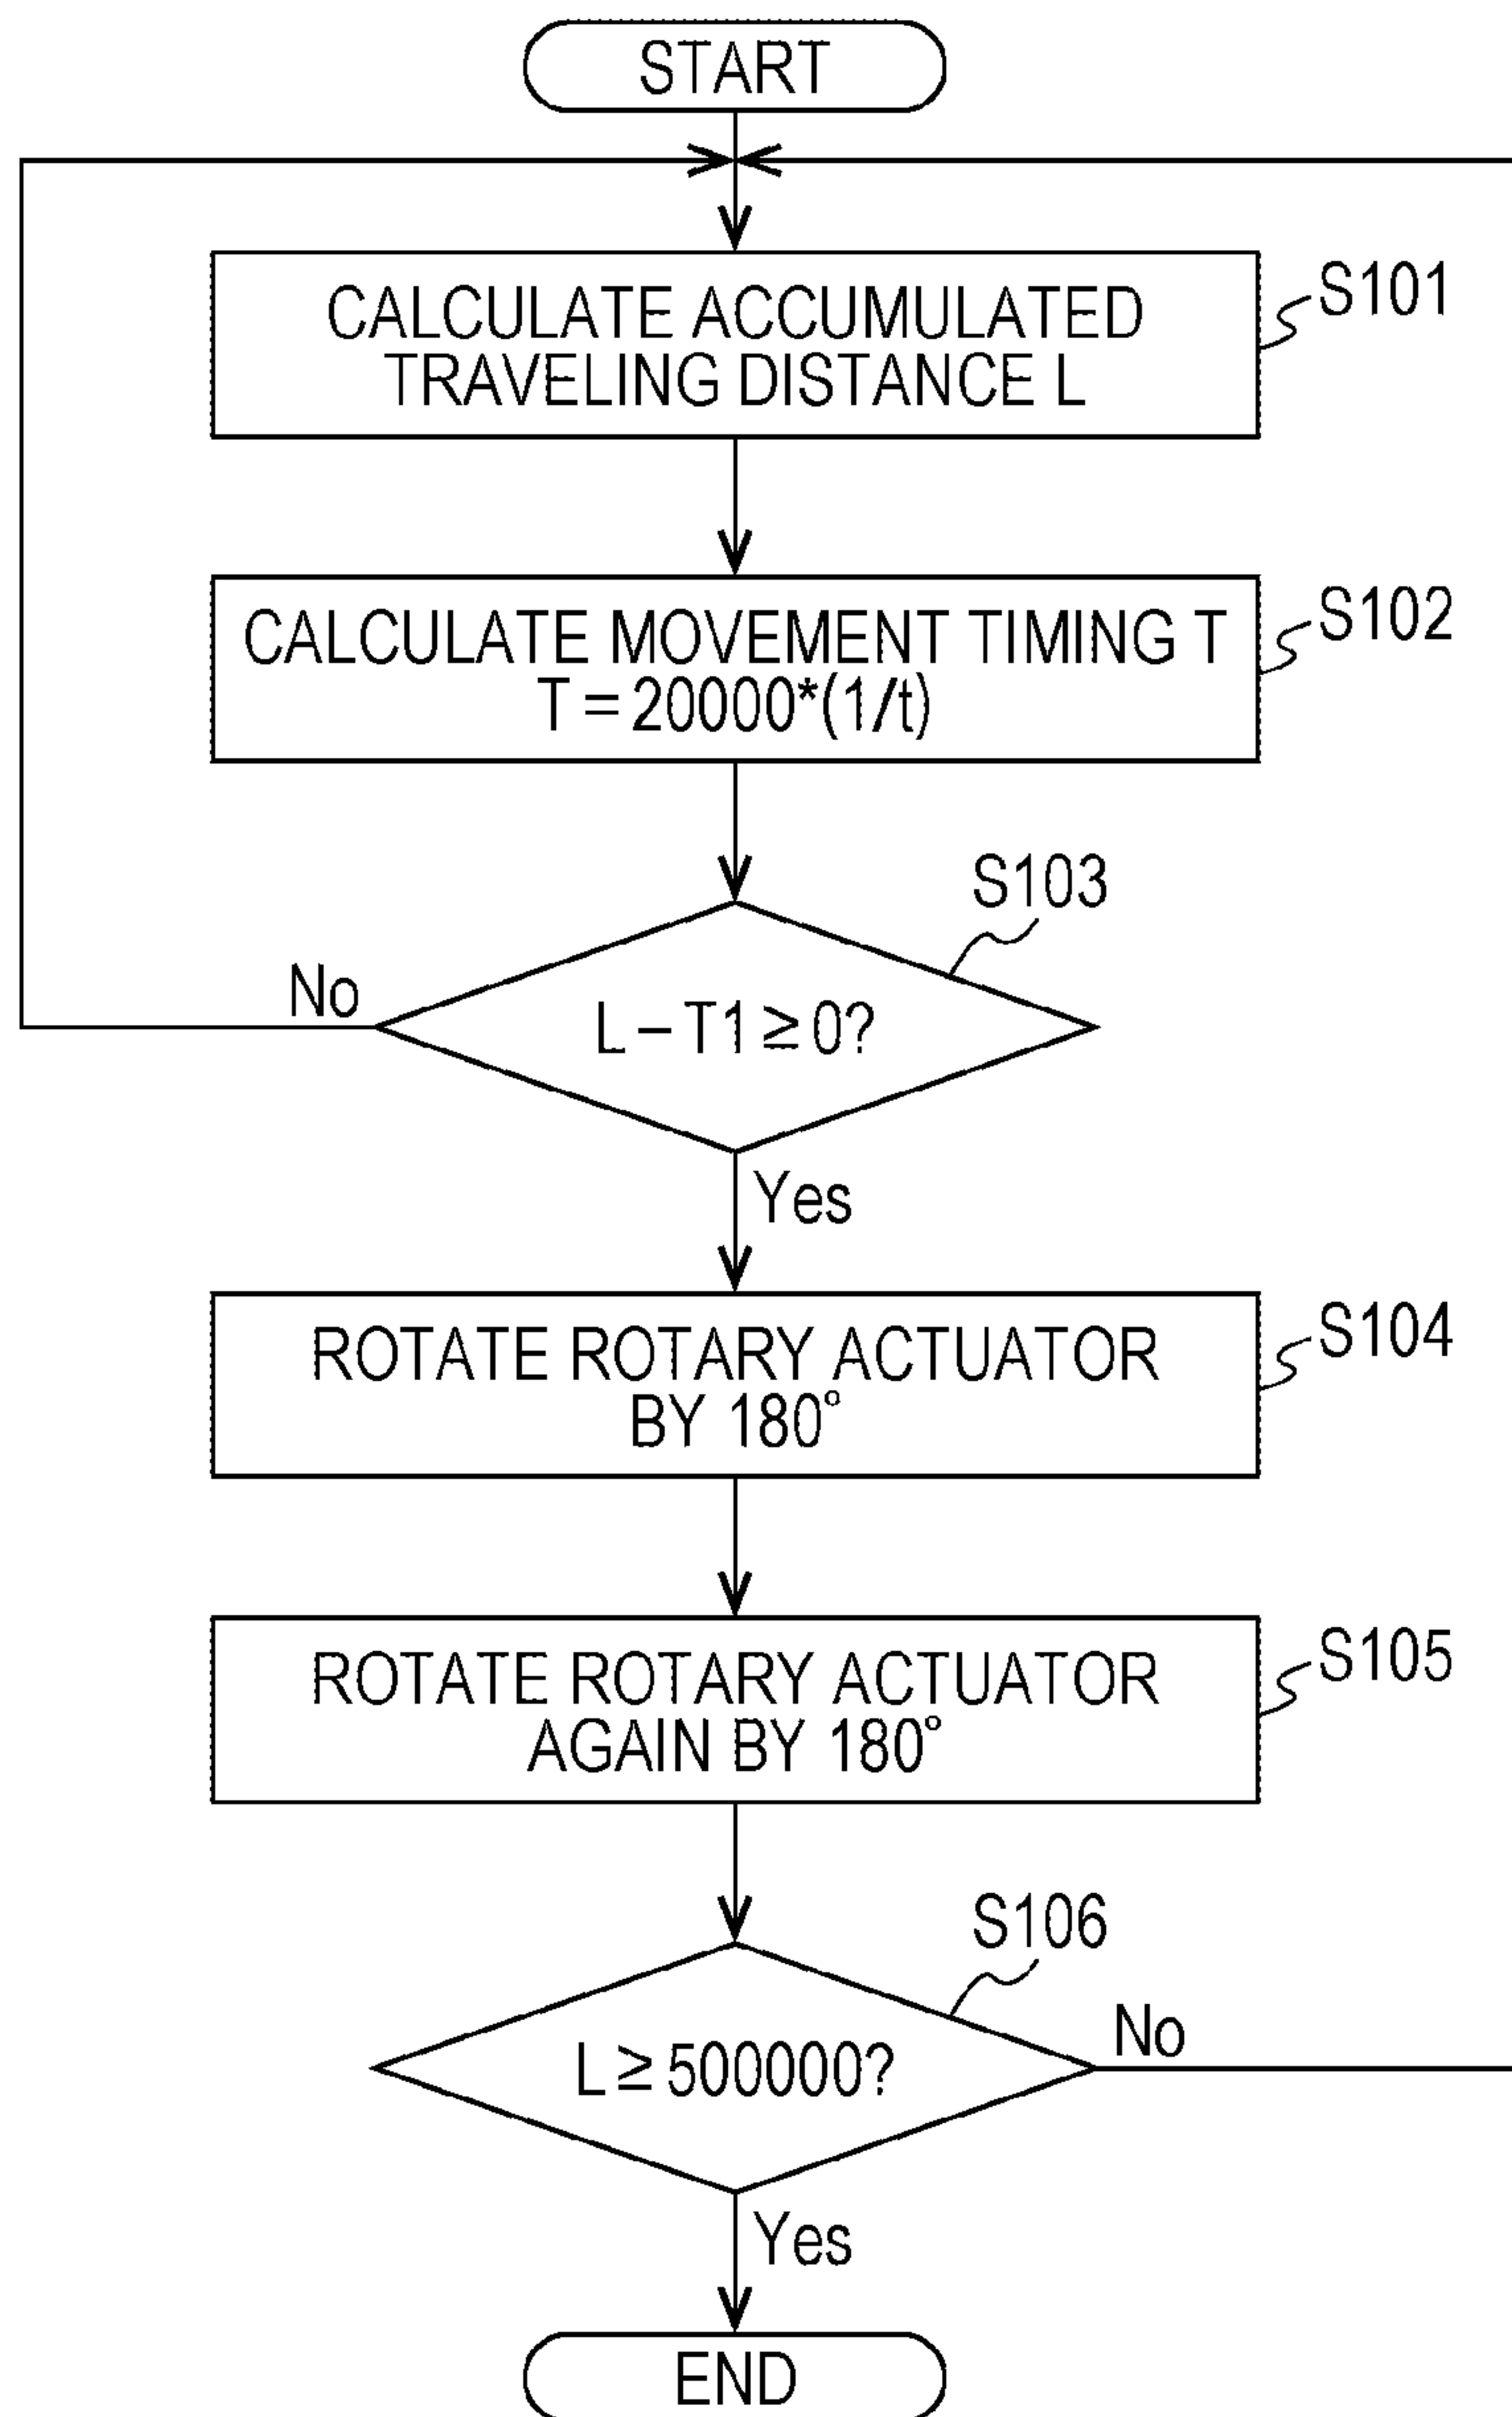 START
CALCULATE ACCUMULATED
TRAVELING DISTANCE L
S101
CALCULATE MOVEMENT TIMING T
T = 20000*(1/t)
S102
S103
No
L – T1 ≥ 0?
Yes
ROTATE ROTARY ACTUATOR
BY 180°
S104
ROTATE ROTARY ACTUATOR
AGAIN BY 180°
S105
S106
No
L ≥ 500000?
Yes
END